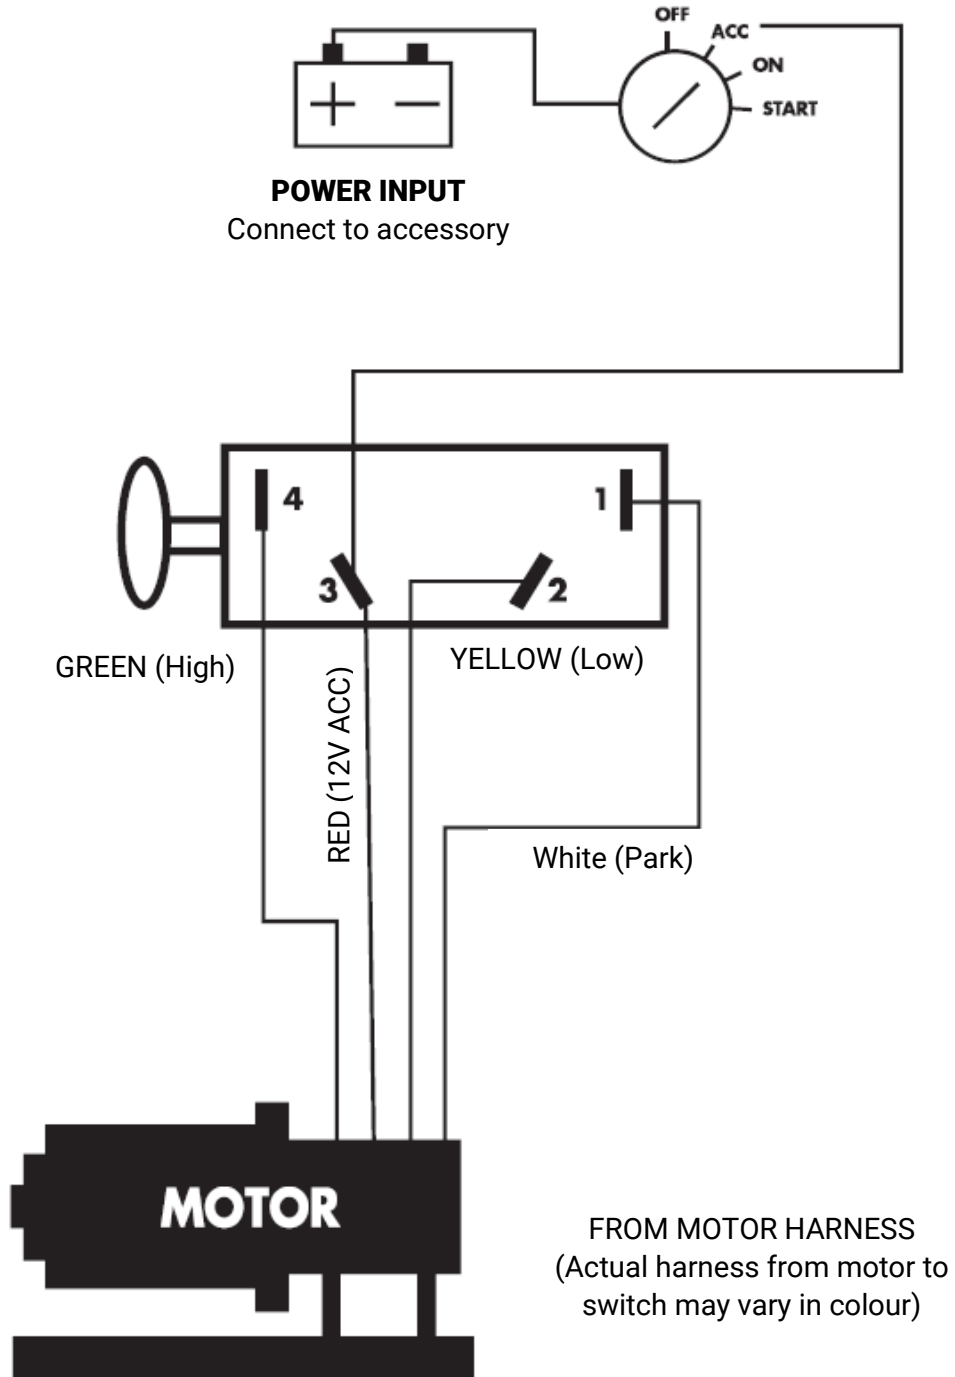 OFF
ACC
ON
START
+ −
POWER INPUT
Connect to accessory
4
1
3
2
GREEN (High)
YELLOW (Low)
RED (12V ACC)
White (Park)
MOTOR
FROM MOTOR HARNESS
(Actual harness from motor to
switch may vary in colour)